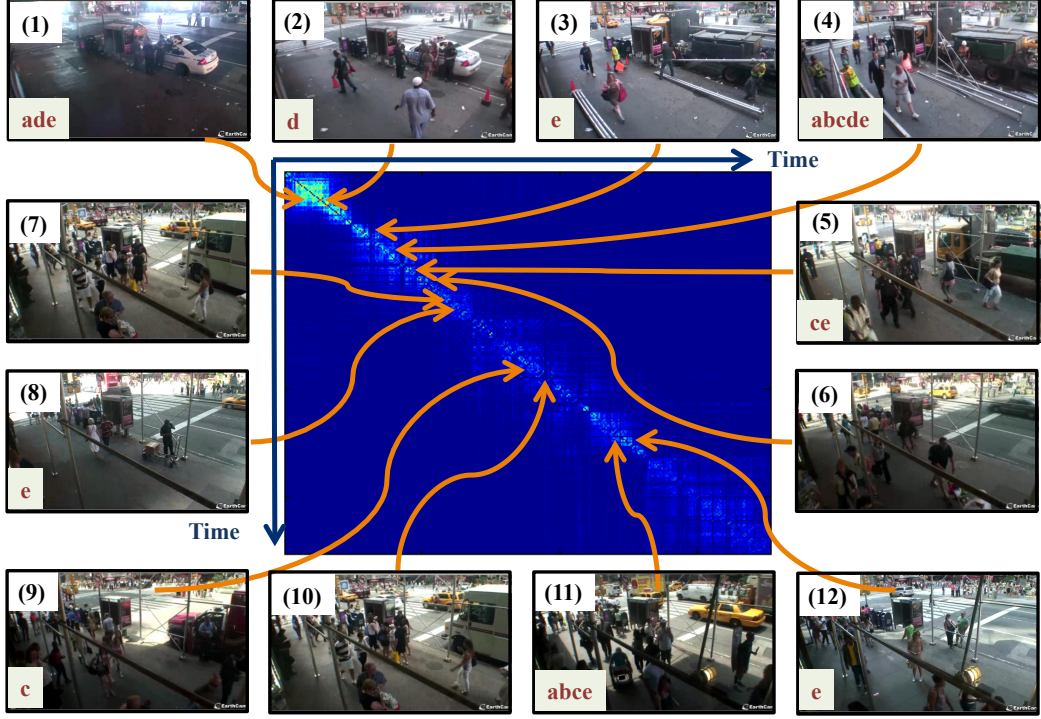 (1)
ade
EarthCam
(2)
d
EarthCam
(3)
e
EarthCam
(4)
abcde
EarthCam
Time
(7)
EarthCam
(5)
ce
EarthCam
(8)
e
EarthCam
(6)
EarthCam
Time
(9)
c
EarthCam
(10)
EarthCam
(11)
abce
EarthCam
(12)
e
EarthCam